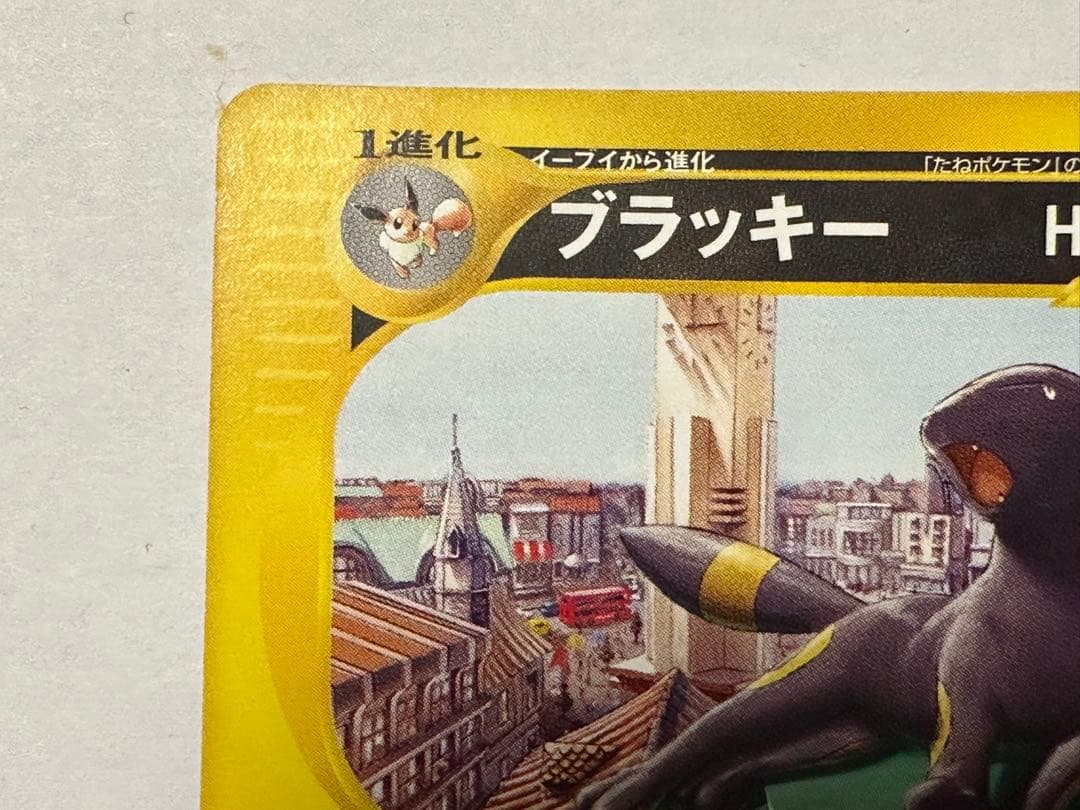 1進化
イーブイから進化
「たねポケモン」の
ブラッキー
H